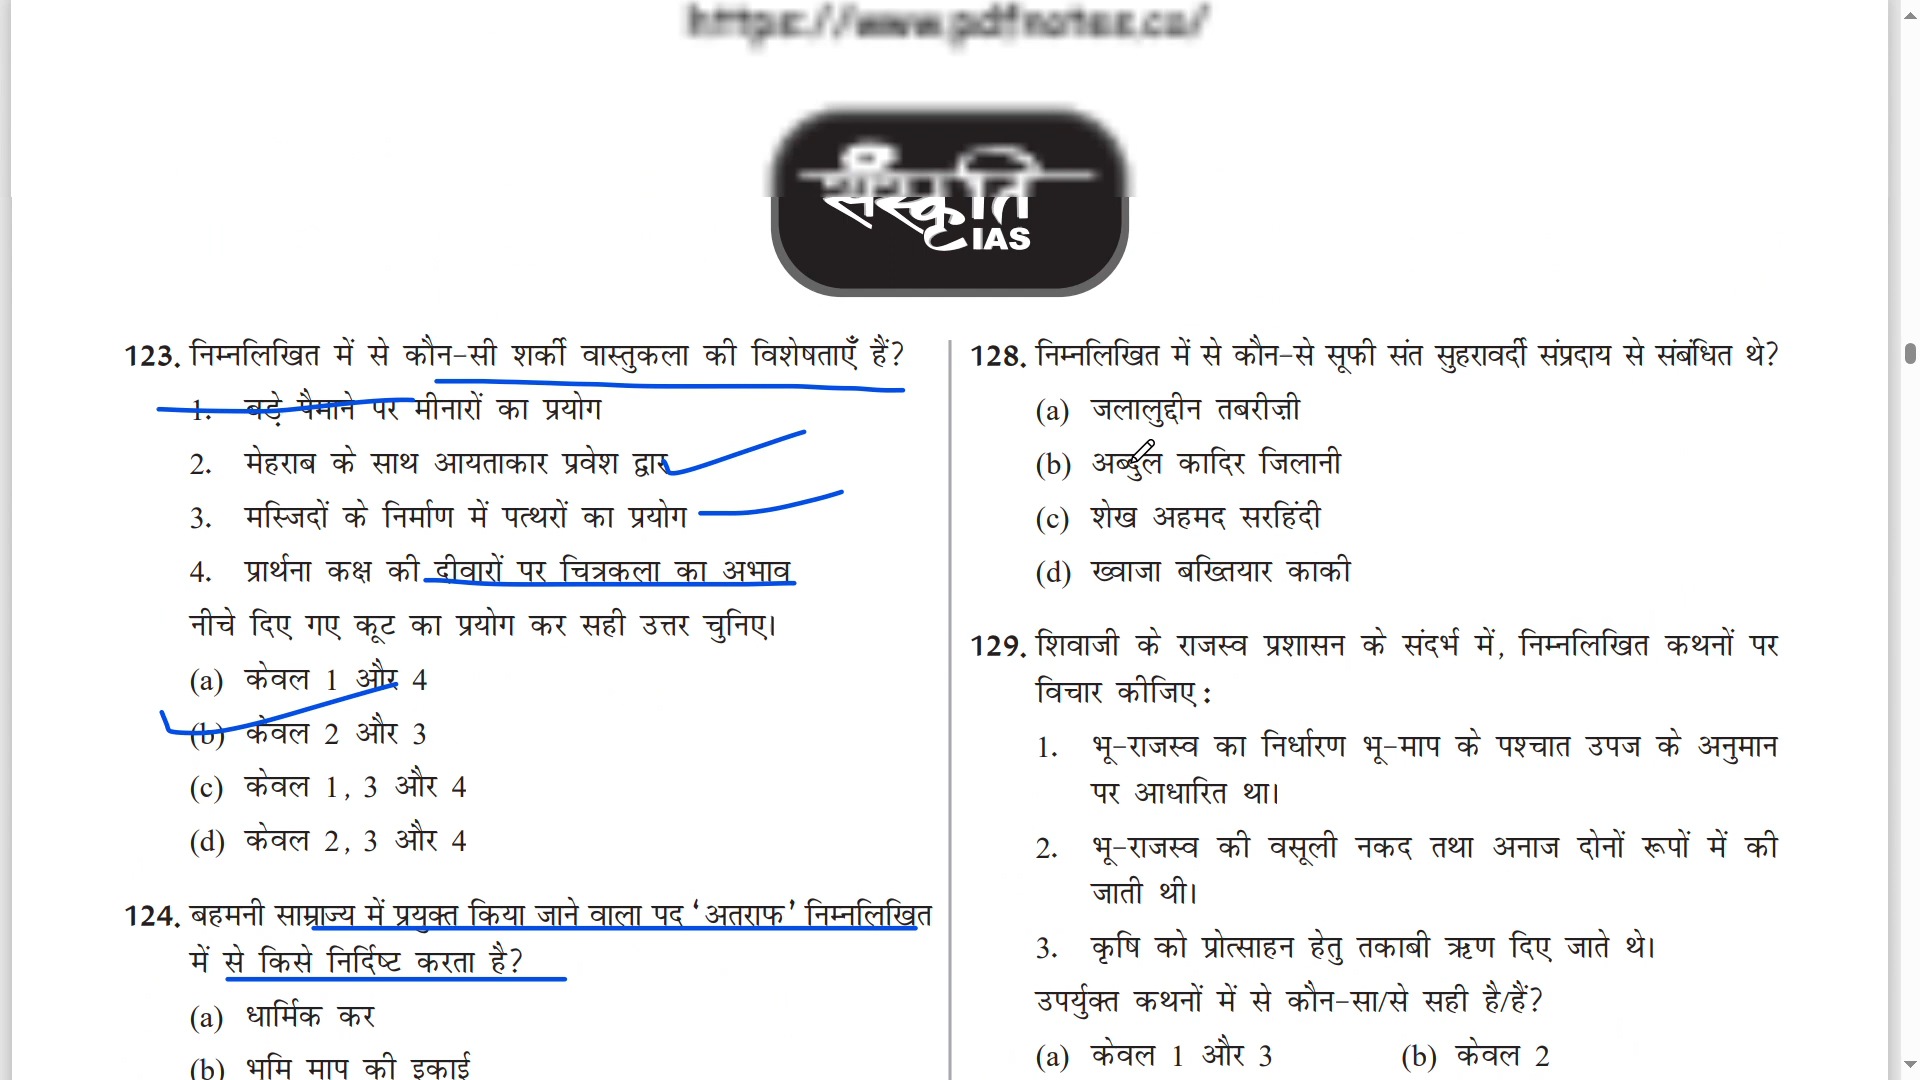 https://www.pdfnotes.co/
संस्कृति
IAS
123. निम्नलिखित में से कौन-सी शर्की वास्तुकला की विशेषताएँ हैं?
1. बड़े पैमाने पर मीनारों का प्रयोग
2. मेहराब के साथ आयताकार प्रवेश द्वार
3. मस्जिदों के निर्माण में पत्थरों का प्रयोग
4. प्रार्थना कक्ष की दीवारों पर चित्रकला का अभाव
नीचे दिए गए कूट का प्रयोग कर सही उत्तर चुनिए।
(a) केवल 1 और 4
(b) केवल 2 और 3
(c) केवल 1, 3 और 4
(d) केवल 2, 3 और 4
124. बहमनी साम्राज्य में प्रयुक्त किया जाने वाला पद ‘अतराफ’ निम्नलिखित
में से किसे निर्दिष्ट करता है?
(a) धार्मिक कर
(b) भूमि माप की इकाई
128. निम्नलिखित में से कौन-से सूफी संत सुहरावर्दी संप्रदाय से संबंधित थे?
(a) जलालुद्दीन तबरीज़ी
(b) अब्दुल कादिर जिलानी
(c) शेख अहमद सरहिंदी
(d) ख्वाजा बख्तियार काकी
129. शिवाजी के राजस्व प्रशासन के संदर्भ में, निम्नलिखित कथनों पर
विचार कीजिए:
1. भू-राजस्व का निर्धारण भू-माप के पश्चात उपज के अनुमान
पर आधारित था।
2. भू-राजस्व की वसूली नकद तथा अनाज दोनों रूपों में की
जाती थी।
3. कृषि को प्रोत्साहन हेतु तकाबी ऋण दिए जाते थे।
उपर्युक्त कथनों में से कौन-सा/से सही है/हैं?
(a) केवल 1 और 3 (b) केवल 2